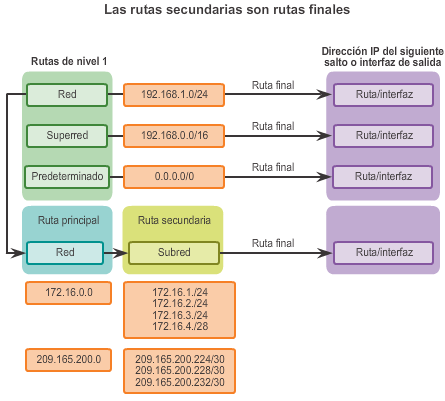 Las rutas secundarias son rutas finales
Rutas de nivel 1
Dirección IP del siguiente
salto o interfaz de salida
Red
192.168.1.0/24
Ruta final
Ruta/interfaz
Superred
192.168.0.0/16
Ruta final
Ruta/interfaz
Predeterminado
0.0.0.0/0
Ruta final
Ruta/interfaz
Ruta principal
Ruta secundaria
Red
Subred
Ruta final
Ruta/interfaz
172.16.0.0
172.16.1./24
172.16.2./24
172.16.3./24
172.16.4./28
209.165.200.0
209.165.200.224/30
209.165.200.228/30
209.165.200.232/30